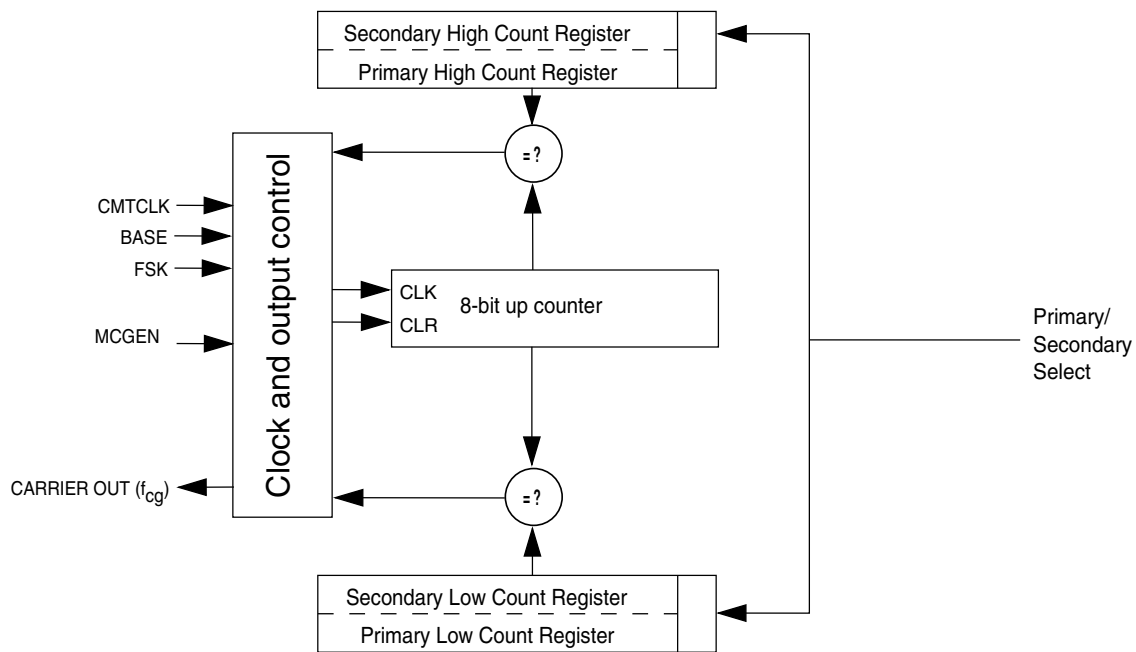 Secondary High Count Register
Primary High Count Register
= ?
Clock and output control
CMTCLK
BASE
FSK
MCGEN
CARRIER OUT (fcg)
CLK
CLR
8-bit up counter
Primary/
Secondary
Select
= ?
Secondary Low Count Register
Primary Low Count Register